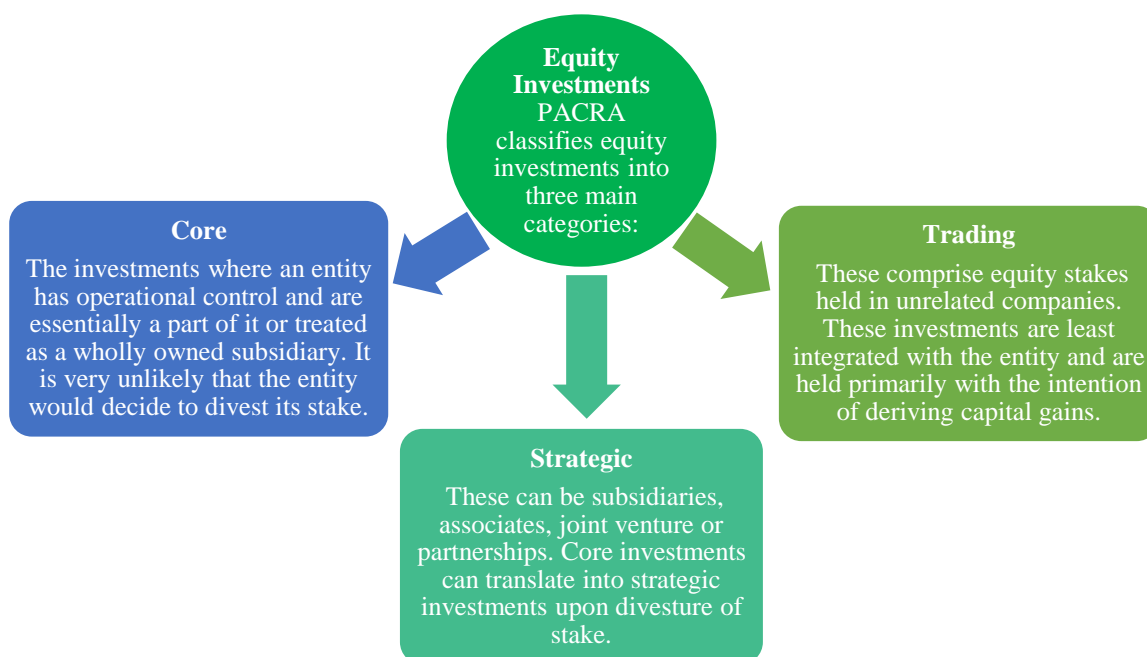 Equity
Investments
PACRA
classifies equity
investments into
three main
categories:
Core
The investments where an entity
has operational control and are
essentially a part of it or treated
as a wholly owned subsidiary. It
is very unlikely that the entity
would decide to divest its stake.
Strategic
These can be subsidiaries,
associates, joint venture or
partnerships. Core investments
can translate into strategic
investments upon divesture of
stake.
Trading
These comprise equity stakes
held in unrelated companies.
These investments are least
integrated with the entity and are
held primarily with the intention
of deriving capital gains.